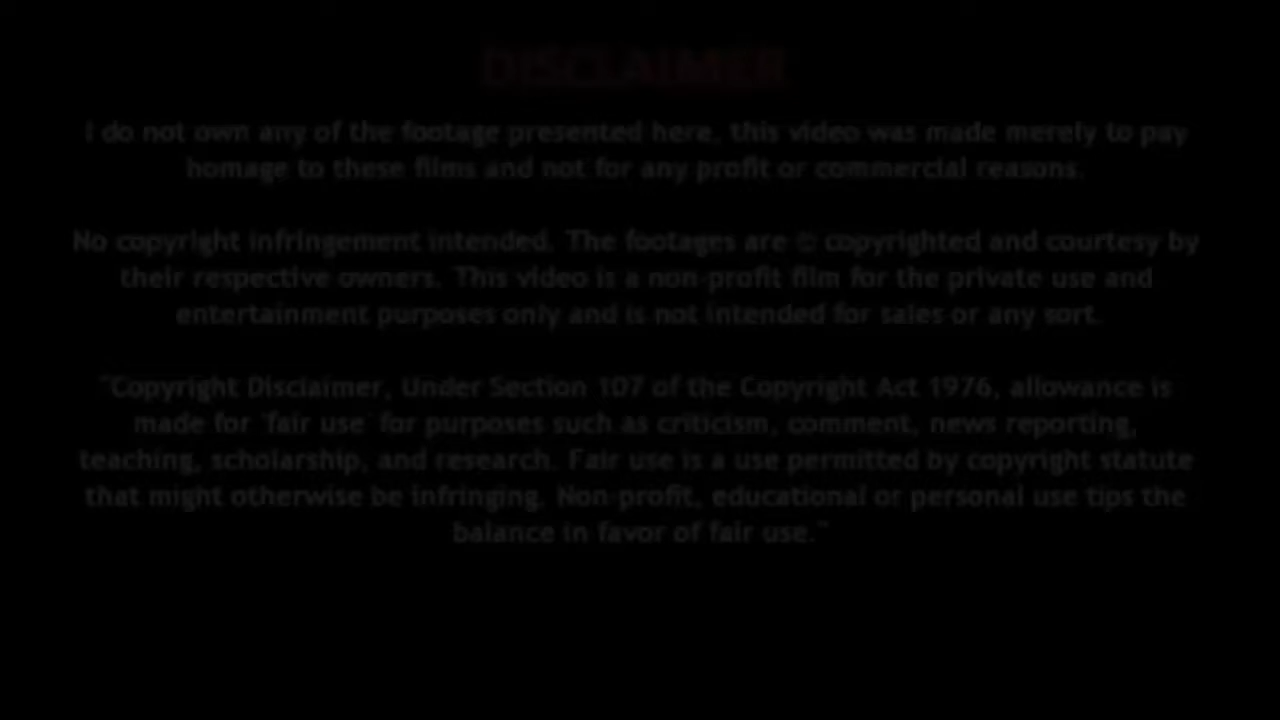 DISCLAIMER
I do not own any of the footage presented here, this video was made merely to pay
homage to these films and not for any profit or commercial reasons.
No copyright infringement intended. The footages are © copyrighted and courtesy by
their respective owners. This video is a non-profit film for the private use and
entertainment purposes only and is not intended for sales or any sort.
"Copyright Disclaimer, Under Section 107 of the Copyright Act 1976, allowance is
made for 'fair use' for purposes such as criticism, comment, news reporting,
teaching, scholarship, and research. Fair use is a use permitted by copyright statute
that might otherwise be infringing. Non-profit, educational or personal use tips the
balance in favor of fair use."